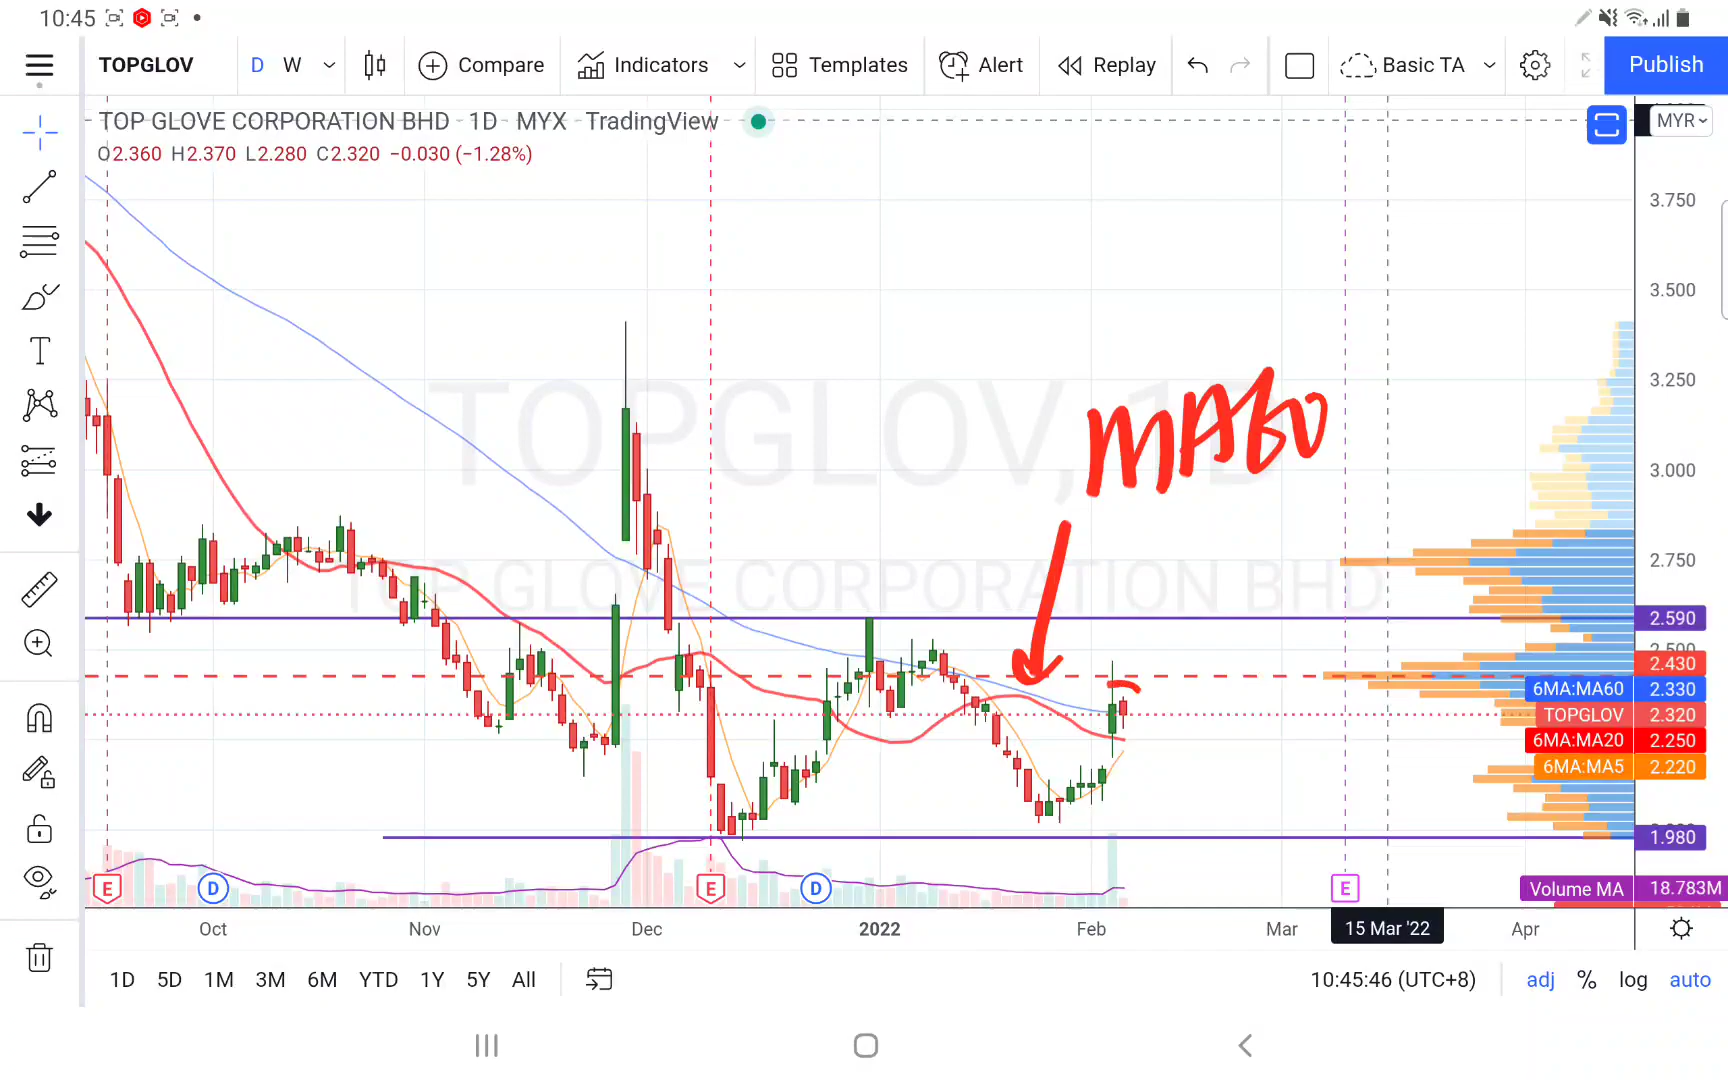 10:45
TOPGLOV D W Compare Indicators Templates Alert Replay Basic TA Publish
TOP GLOVE CORPORATION BHD · 1D · MYX · TradingView
MYR
O2.360 H2.370 L2.280 C2.320 −0.030 (−1.28%)
3.750
3.500
3.250
TOPGLOV, 1D
MA60
3.000
2.750
TOP GLOVE CORPORATION BHD
2.590
2.500
2.430
6MA:MA60 2.330
TOPGLOV 2.320
6MA:MA20 2.250
6MA:MA5 2.220
1.980
E D E D E
Volume MA 18.783M
Oct Nov Dec 2022 Feb Mar 15 Mar '22 Apr
1D 5D 1M 3M 6M YTD 1Y 5Y All
10:45:46 (UTC+8) adj % log auto